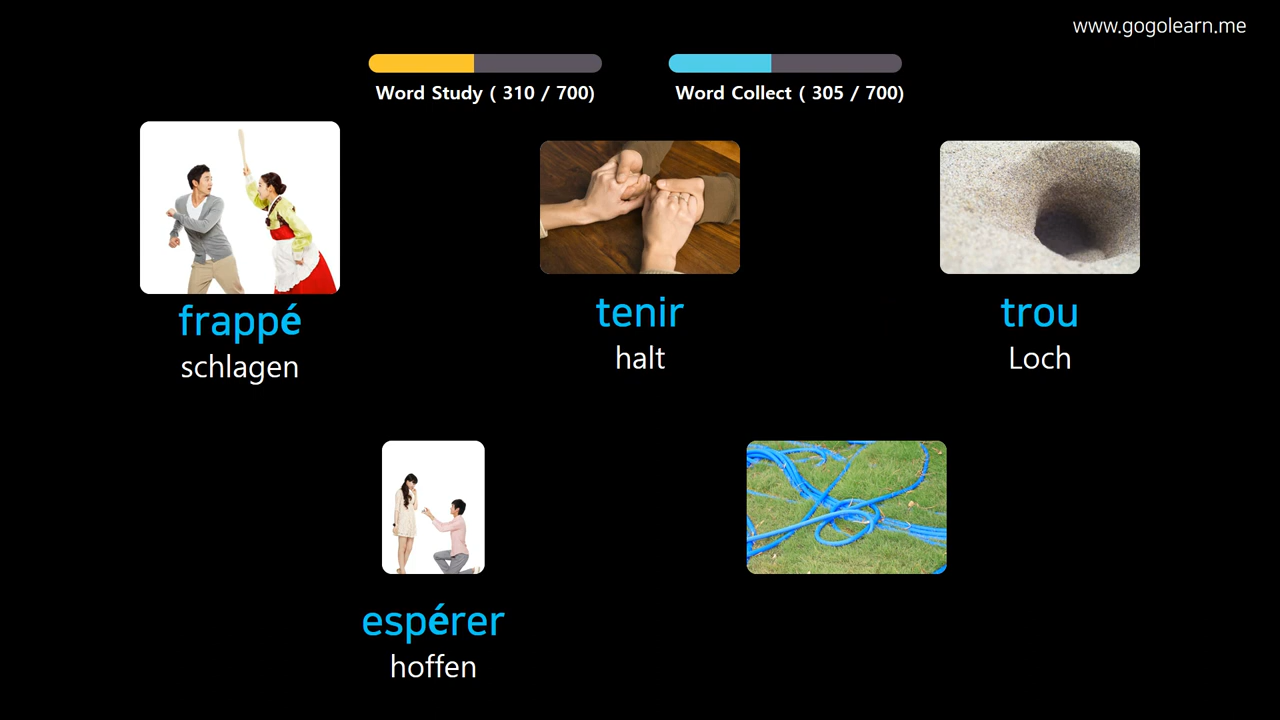 www.gogolearn.me
Word Study ( 310 / 700)
Word Collect ( 305 / 700)
frappé
schlagen
tenir
halt
trou
Loch
espérer
hoffen